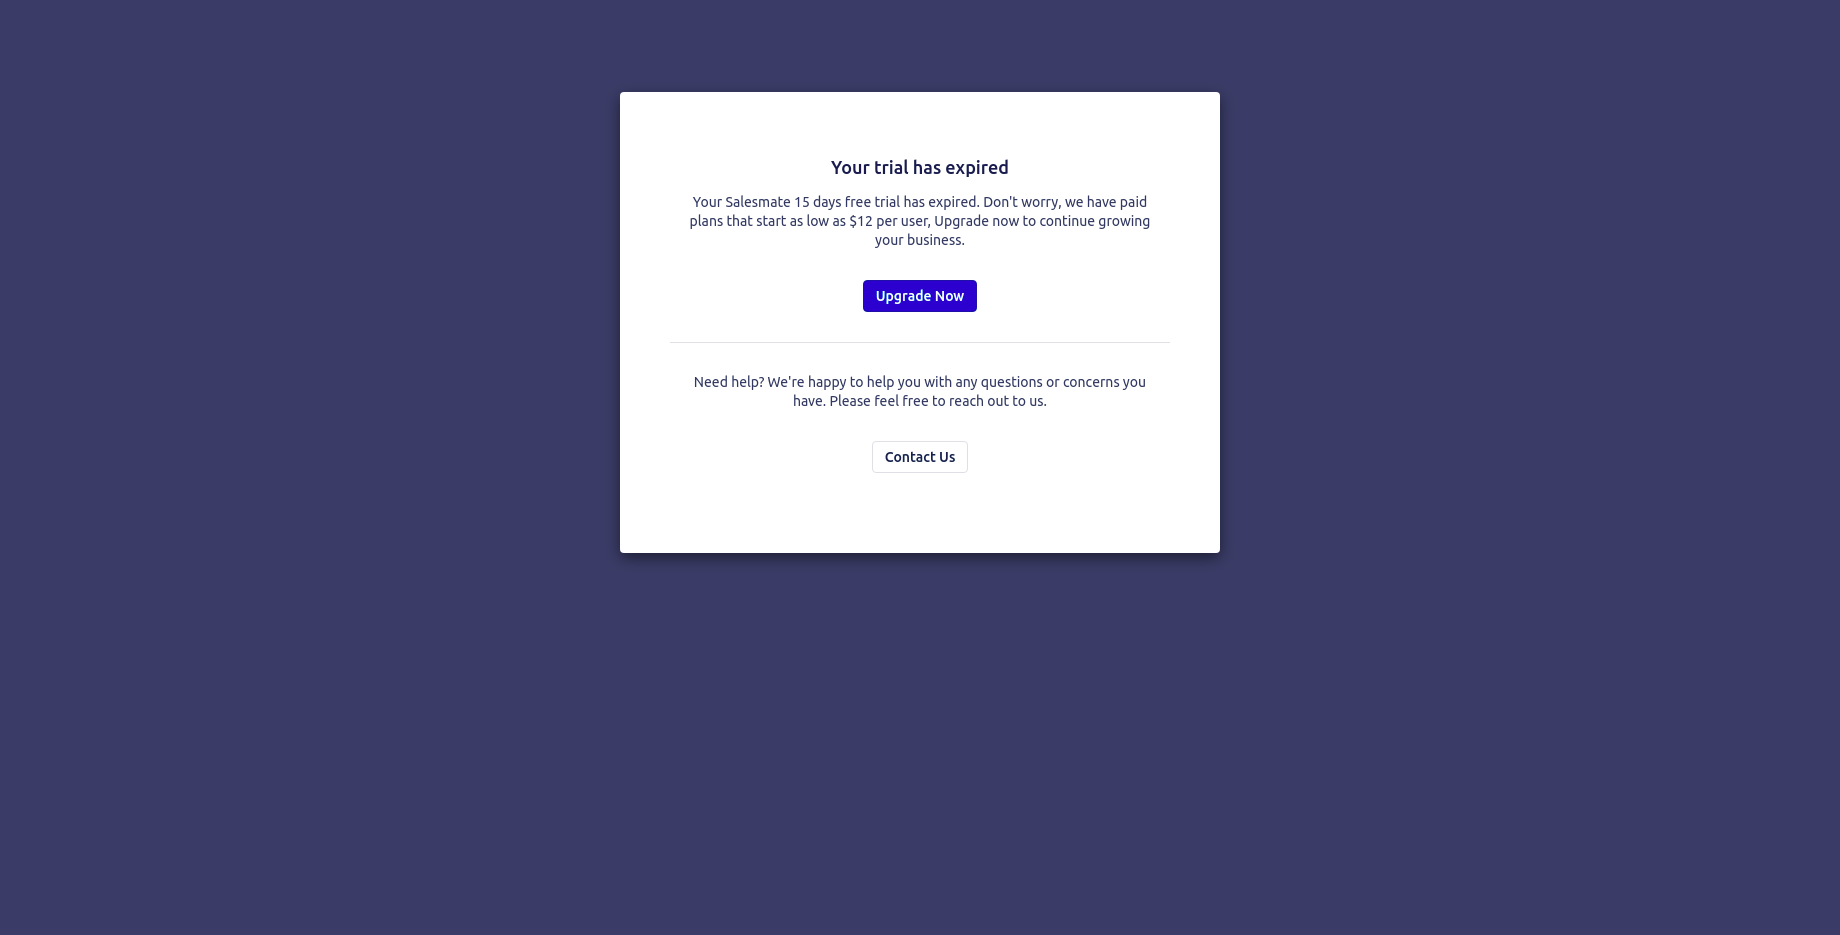 Your trial has expired
Your Salesmate 15 days free trial has expired. Don't worry, we have paid
plans that start as low as $12 per user, Upgrade now to continue growing
your business.
Upgrade Now
Need help? We're happy to help you with any questions or concerns you
have. Please feel free to reach out to us.
Contact Us